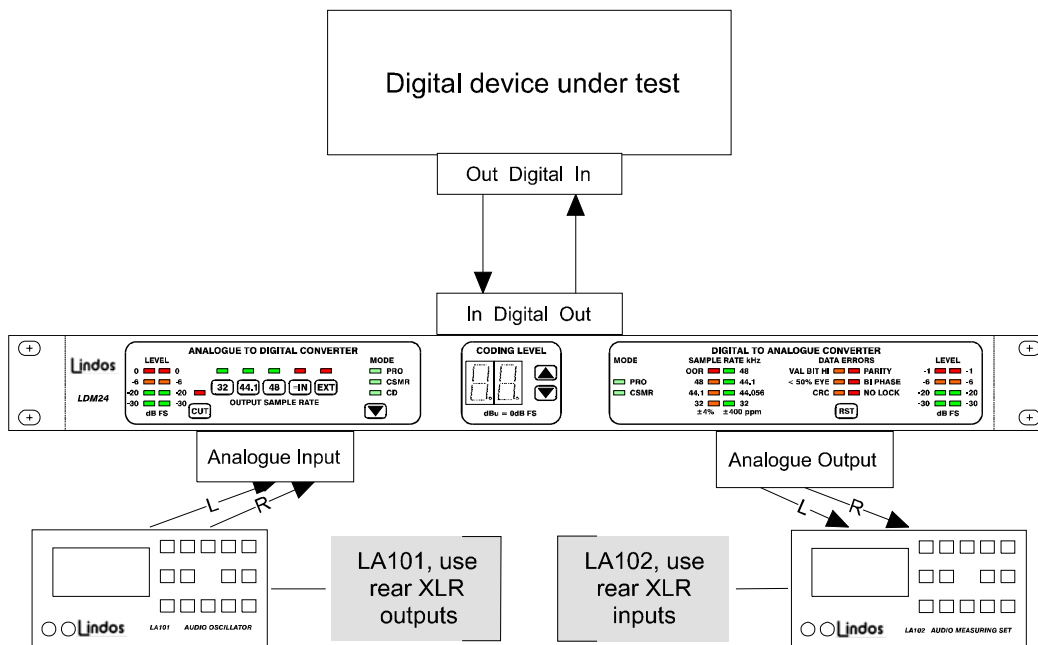 Digital device under test
Out Digital In
In Digital Out
Lindos
LDM24
ANALOGUE TO DIGITAL CONVERTER
LEVEL
0 0
-6 -6
-20 -20
-30 -30
dB FS
CUT
32 44.1 48 =IN EXT
OUTPUT SAMPLE RATE
MODE
PRO
CSMR
CD
CODING LEVEL
8. 8.
dBu = 0dB FS
DIGITAL TO ANALOGUE CONVERTER
MODE
PRO
CSMR
SAMPLE RATE kHz
OOR 48
48 44.1
44.1 44.056
32 32
±4% ±400 ppm
DATA ERRORS
VAL BIT HI PARITY
< 50% EYE BI PHASE
CRC NO LOCK
RST
LEVEL
-1 -1
-6 -6
-20 -20
-30 -30
dB FS
Analogue Input
Analogue Output
L
R
L
R
LA101, use
rear XLR
outputs
LA102, use
rear XLR
inputs
Lindos
LA101 AUDIO OSCILLATOR
Lindos
LA102 AUDIO MEASURING SET